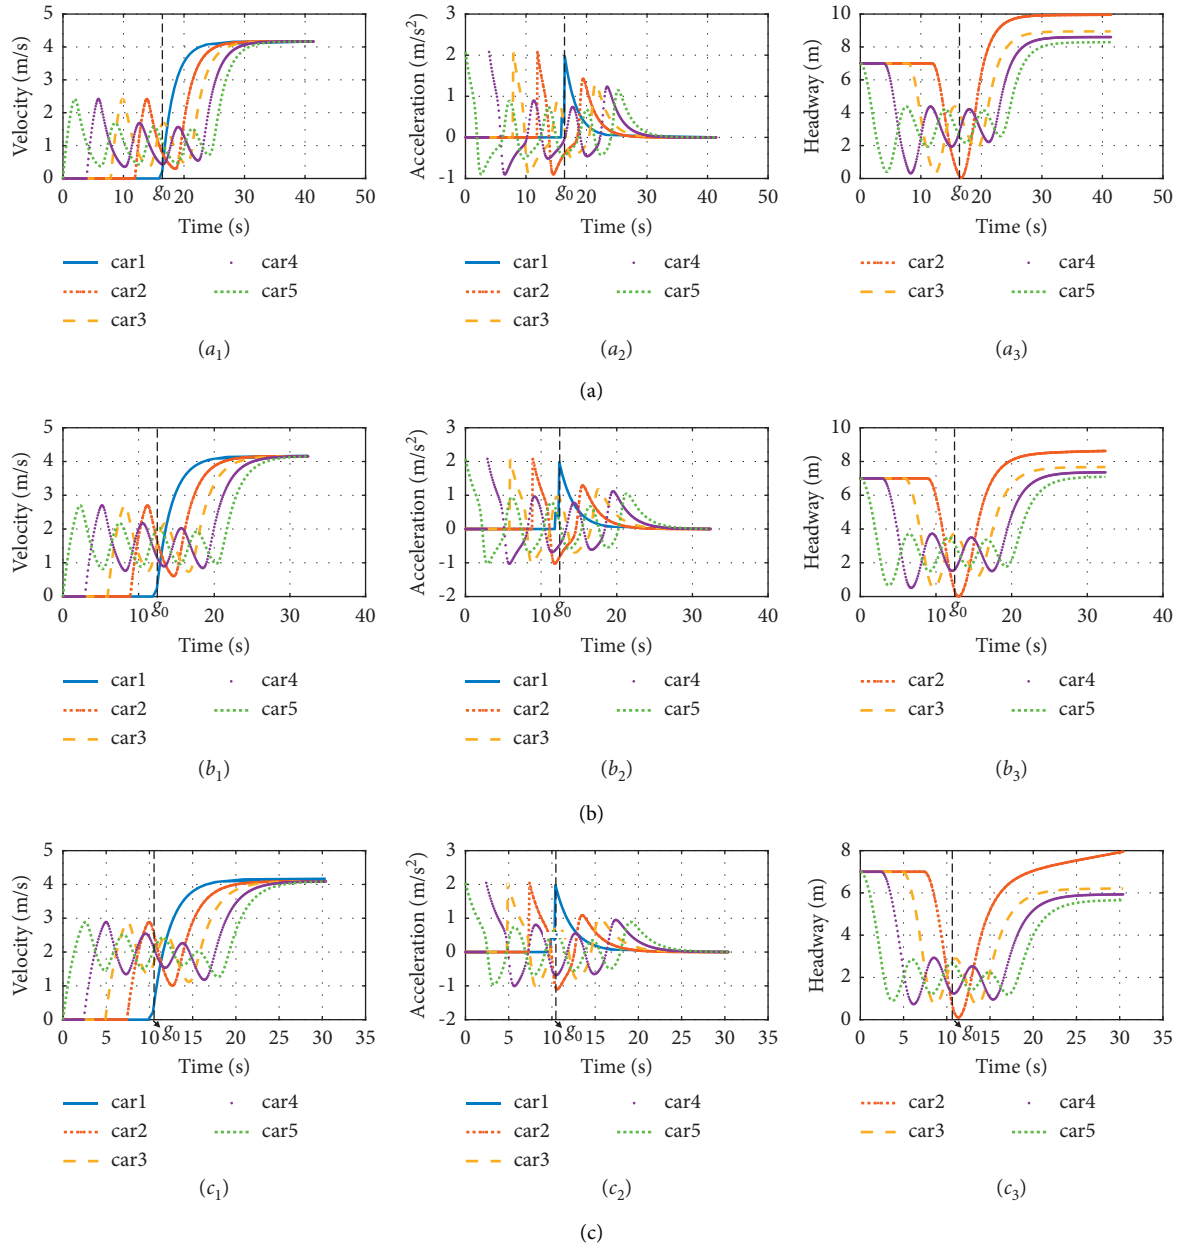 Velocity (m/s)
5
4
3
2
1
0
0 10 g0 20 30 40 50
Time (s)
car1 car4
car2 car5
car3
(a1)
Acceleration (m/s2)
3
2
1
0
-1
0 10 20 30 40 50
g0
Time (s)
car1 car4
car2 car5
car3
(a2)
Headway (m)
10
8
6
4
2
0
0 10 g0 20 30 40 50
Time (s)
car2 car4
car3 car5
(a3)
(a)
Velocity (m/s)
5
4
3
2
1
0
0 10 g0 20 30 40
Time (s)
car1 car4
car2 car5
car3
(b1)
Acceleration (m/s2)
3
2
1
0
-1
-2
0 10 g0 20 30 40
Time (s)
car1 car4
car2 car5
car3
(b2)
Headway (m)
10
8
6
4
2
0
0 10 g0 20 30 40
Time (s)
car2 car4
car3 car5
(b3)
(b)
Velocity (m/s)
5
4
3
2
1
0
0 5 10 g0 15 20 25 30 35
Time (s)
car1 car4
car2 car5
car3
(c1)
Acceleration (m/s2)
3
2
1
0
-1
-2
0 5 10 g0 15 20 25 30 35
Time (s)
car1 car4
car2 car5
car3
(c2)
Headway (m)
8
6
4
2
0
0 5 10 g0 15 20 25 30 35
Time (s)
car2 car4
car3 car5
(c3)
(c)